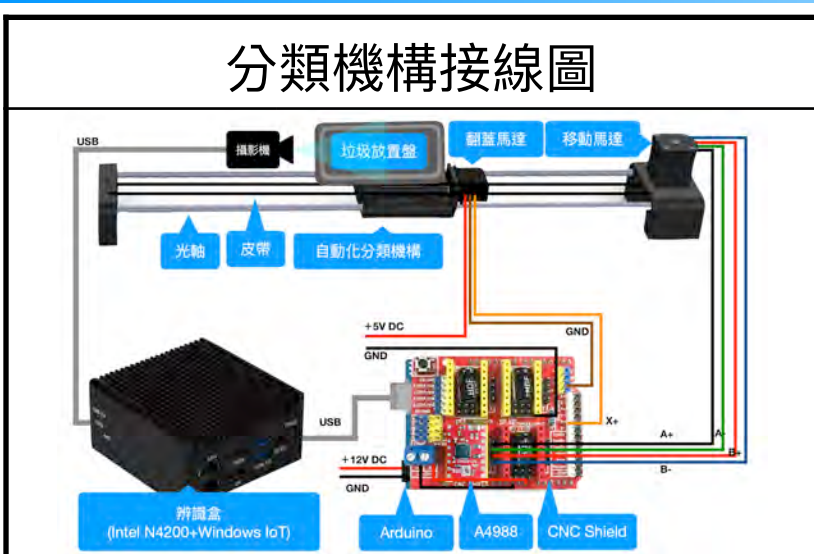 分類機構接線圖
USB
攝影機
垃圾放置盤
翻蓋馬達
移動馬達
光軸
皮帶
自動化分類機構
+5V DC
GND
GND
USB
X+
A+
A-
B+
B-
+12V DC
GND
辨識盒
(Intel N4200+Windows IoT)
Arduino
A4988
CNC Shield